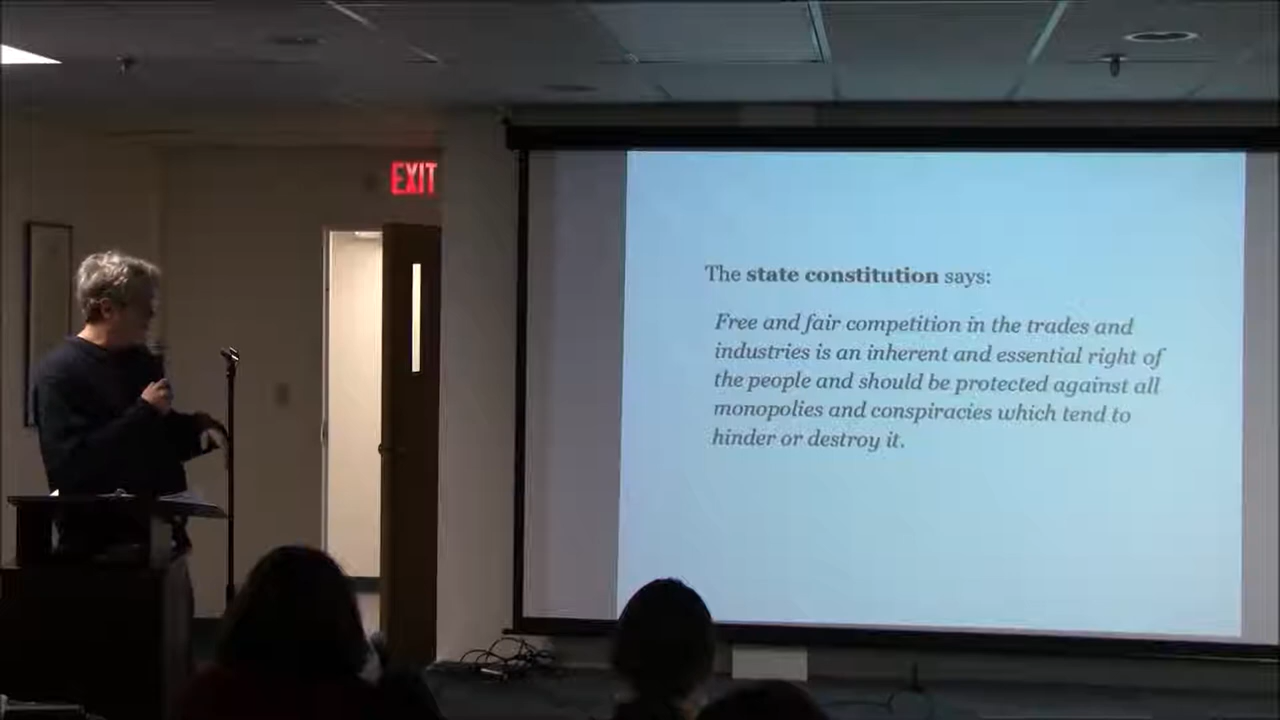 EXIT
The state constitution says:
Free and fair competition in the trades and
industries is an inherent and essential right of
the people and should be protected against all
monopolies and conspiracies which tend to
hinder or destroy it.